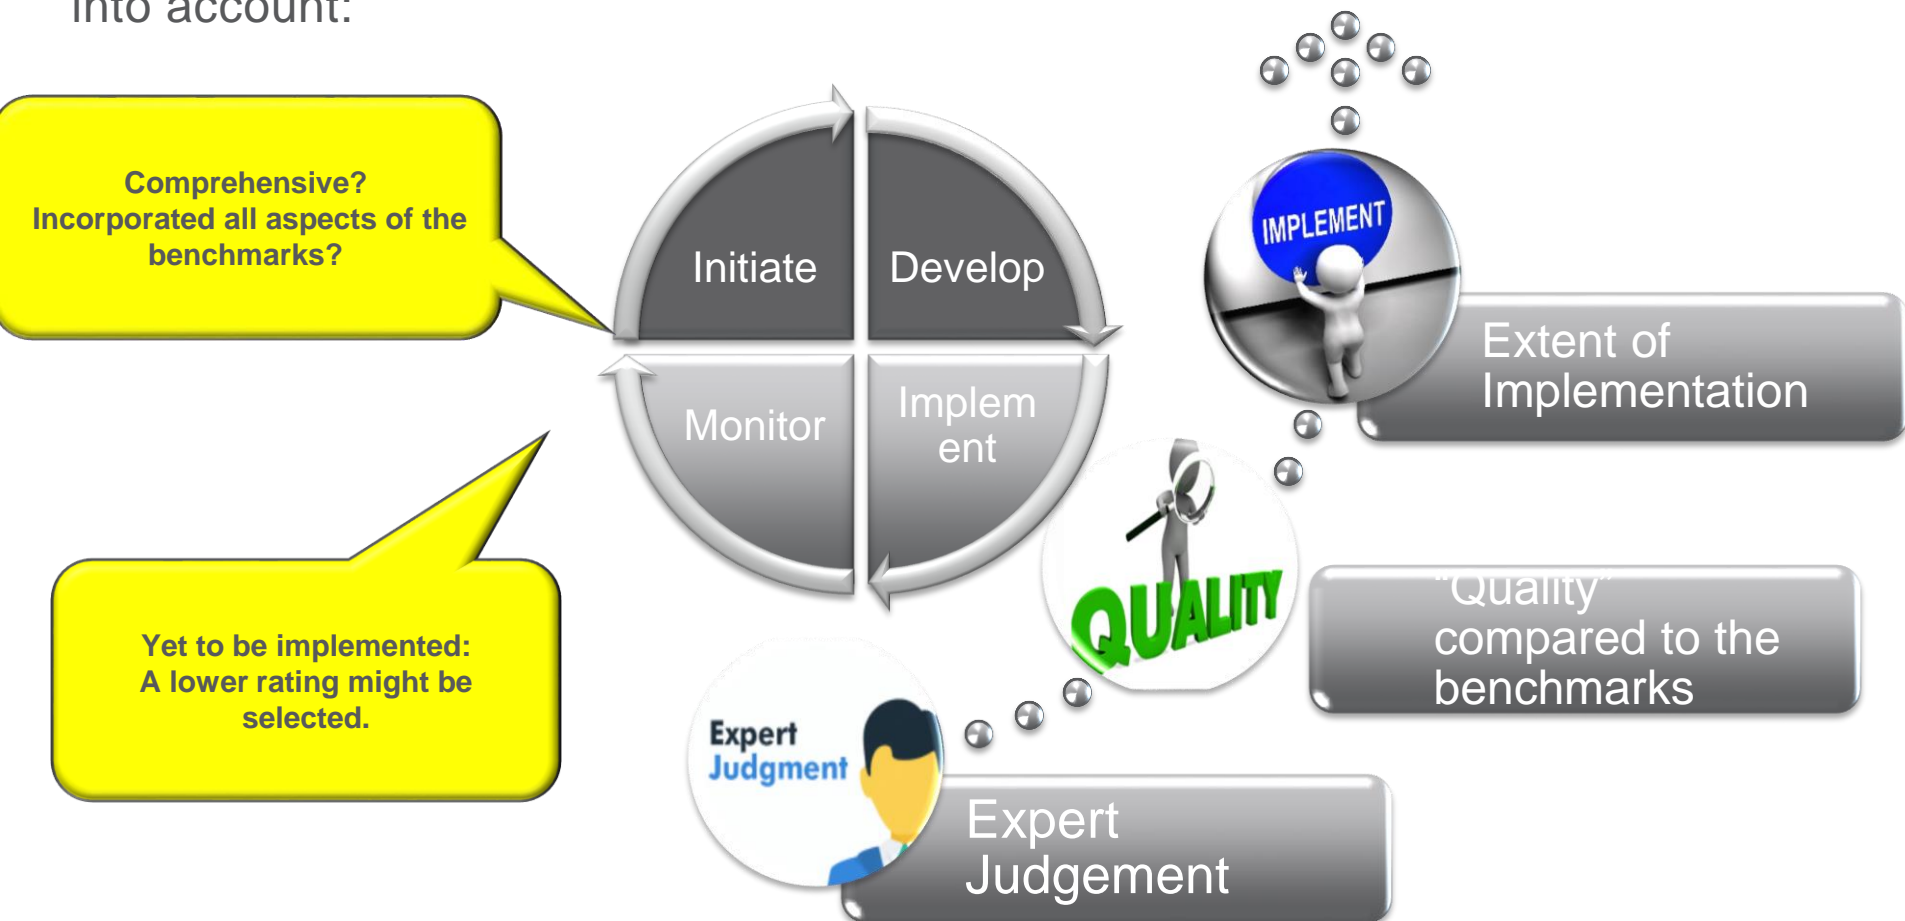 into account:
Comprehensive?
Incorporated all aspects of the
benchmarks?
Initiate
Develop
Monitor
Implem
ent
IMPLEMENT
Extent of
Implementation
QUALITY
"Quality"
compared to the
benchmarks
Yet to be implemented:
A lower rating might be
selected.
Expert
Judgment
Expert
Judgement